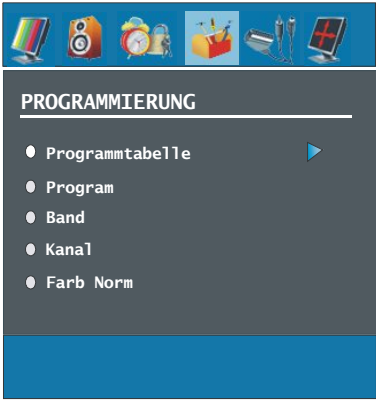 PROGRAMMIERUNG
Programmtabelle
Program
Band
Kanal
Farb Norm